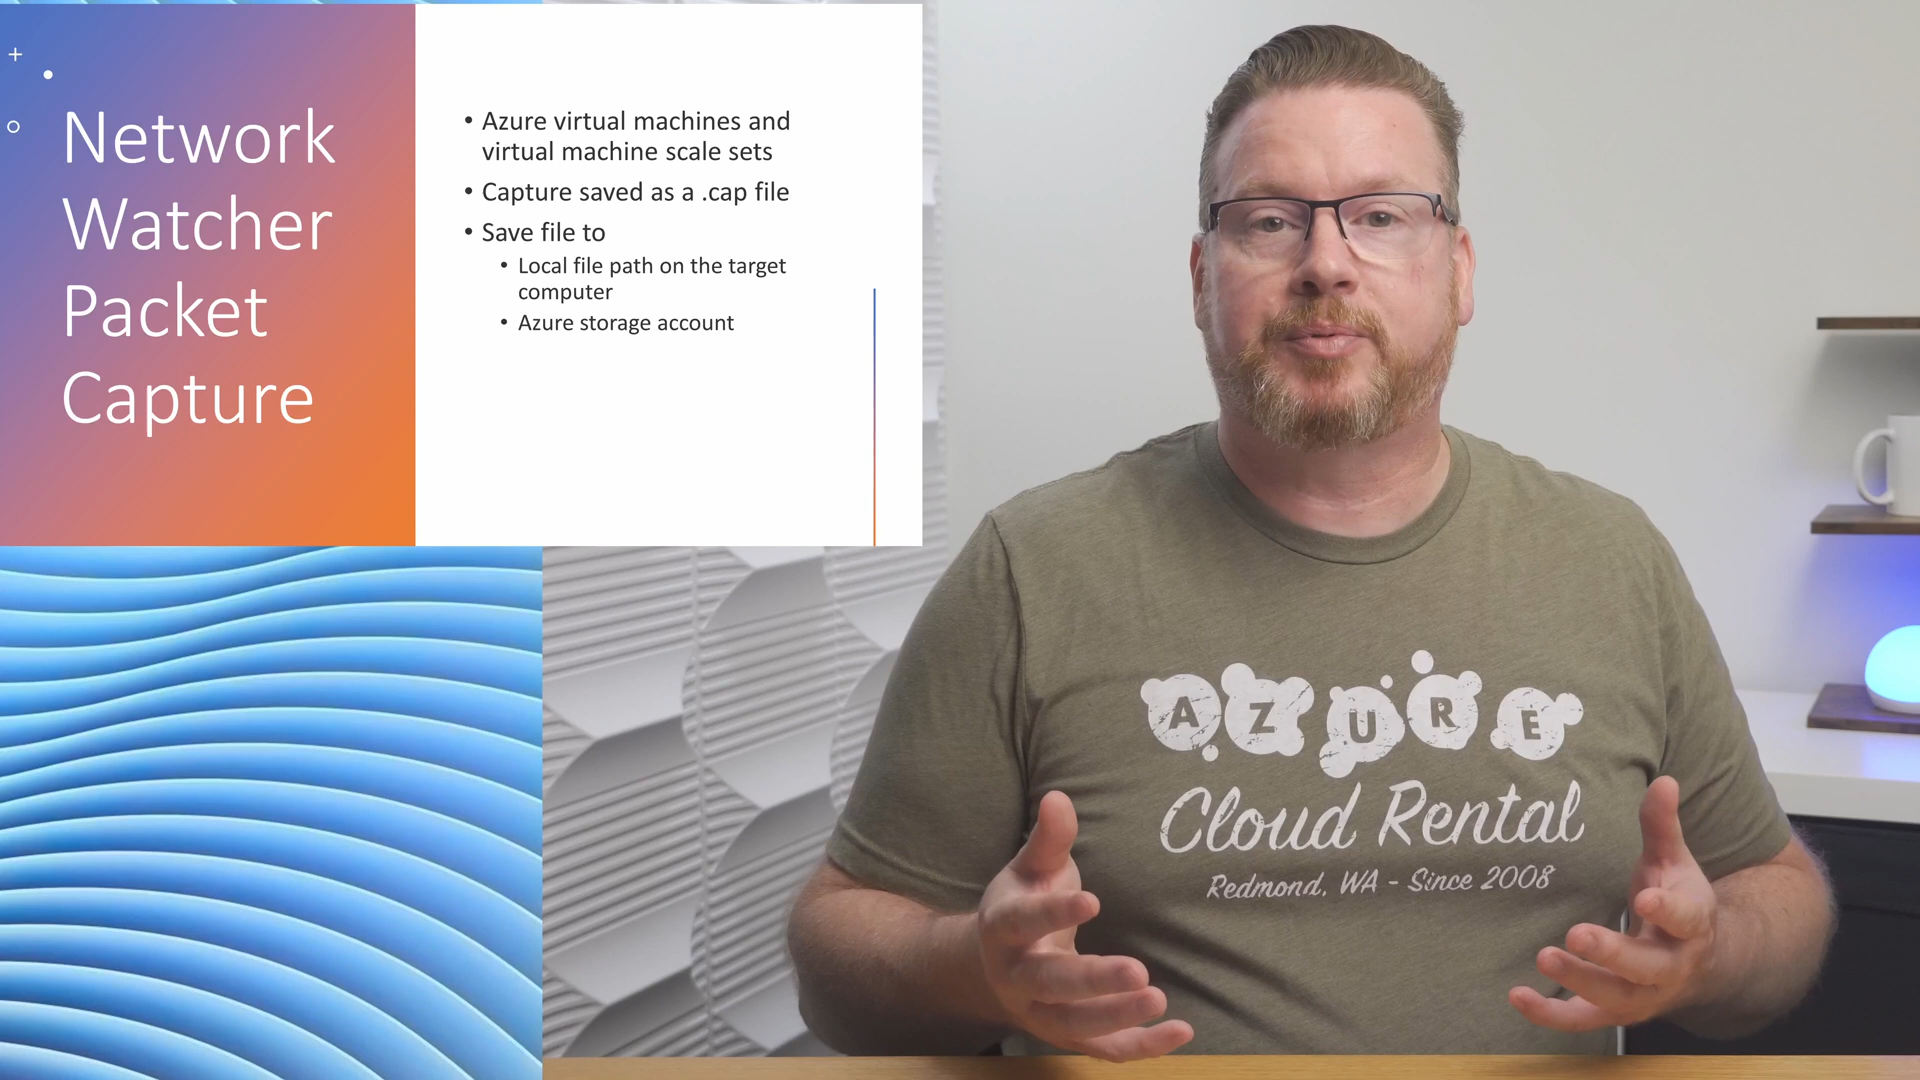 Network
Watcher
Packet
Capture
• Azure virtual machines and
virtual machine scale sets
• Capture saved as a .cap file
• Save file to
• Local file path on the target
computer
• Azure storage account
AZURE
Cloud Rental
Redmond, WA - Since 2008